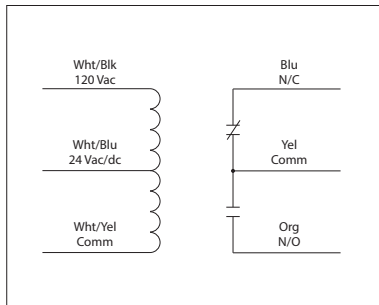 Wht/Blk
120 Vac
Blu
N/C
Wht/Blu
24 Vac/dc
Yel
Comm
Wht/Yel
Comm
Org
N/O